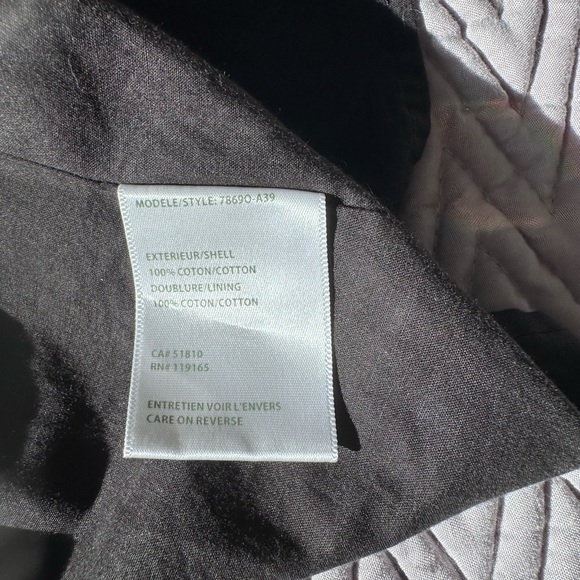 MODELE/STYLE: 78690-A39
EXTERIEUR/SHELL
100% COTON/COTTON
DOUBLURE/LINING
100% COTON/COTTON
CA# 51810
RN# 119165
ENTRETIEN VOIR L'ENVERS
CARE ON REVERSE